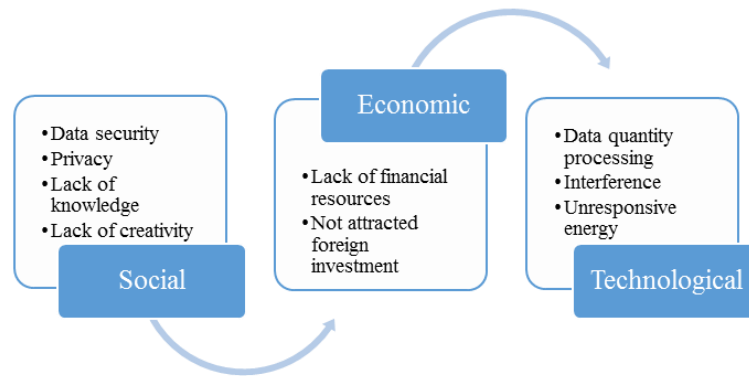 •Data security
•Privacy
•Lack of
knowledge
•Lack of creativity
Social
Economic
•Lack of financial
resources
•Not attracted
foreign
investment
•Data quantity
processing
•Interference
•Unresponsive
energy
Technological